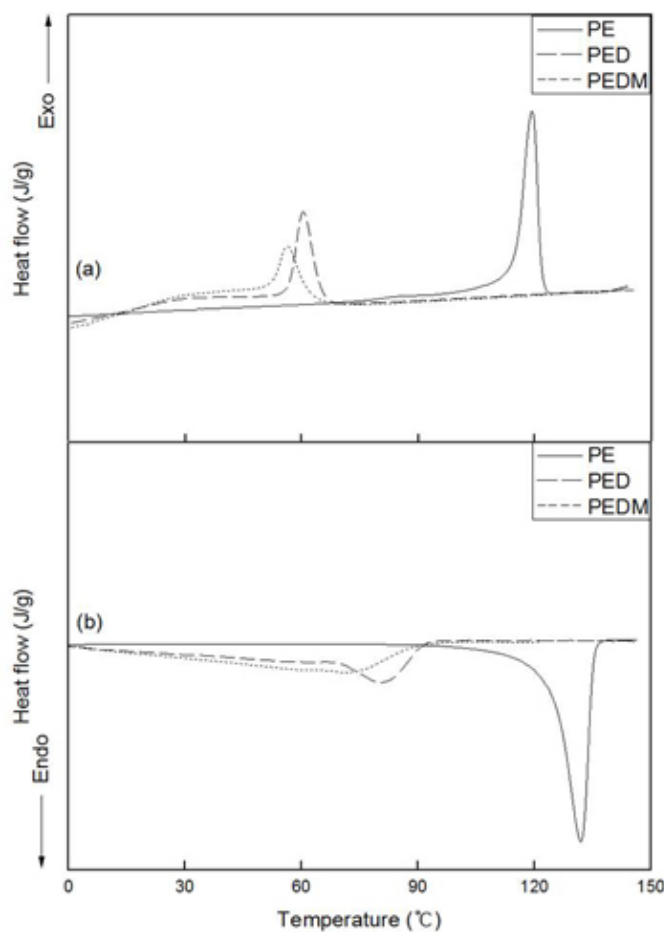 PE
PED
PEDM
Exo
Heat flow (J/g)
(a)
PE
PED
PEDM
(b)
Heat flow (J/g)
Endo
0 30 60 90 120 150
Temperature (℃)